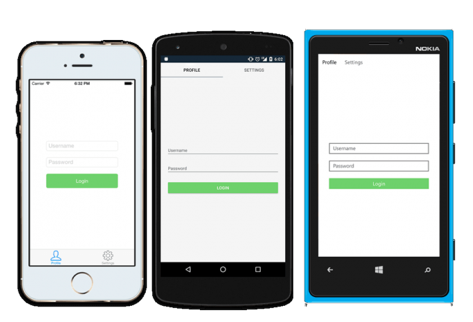 Carrier 6:32 PM
Username
Password
Login
Profile
Settings
6:02
PROFILE SETTINGS
Username
Password
LOGIN
NOKIA
Profile Settings
Username
Password
Login